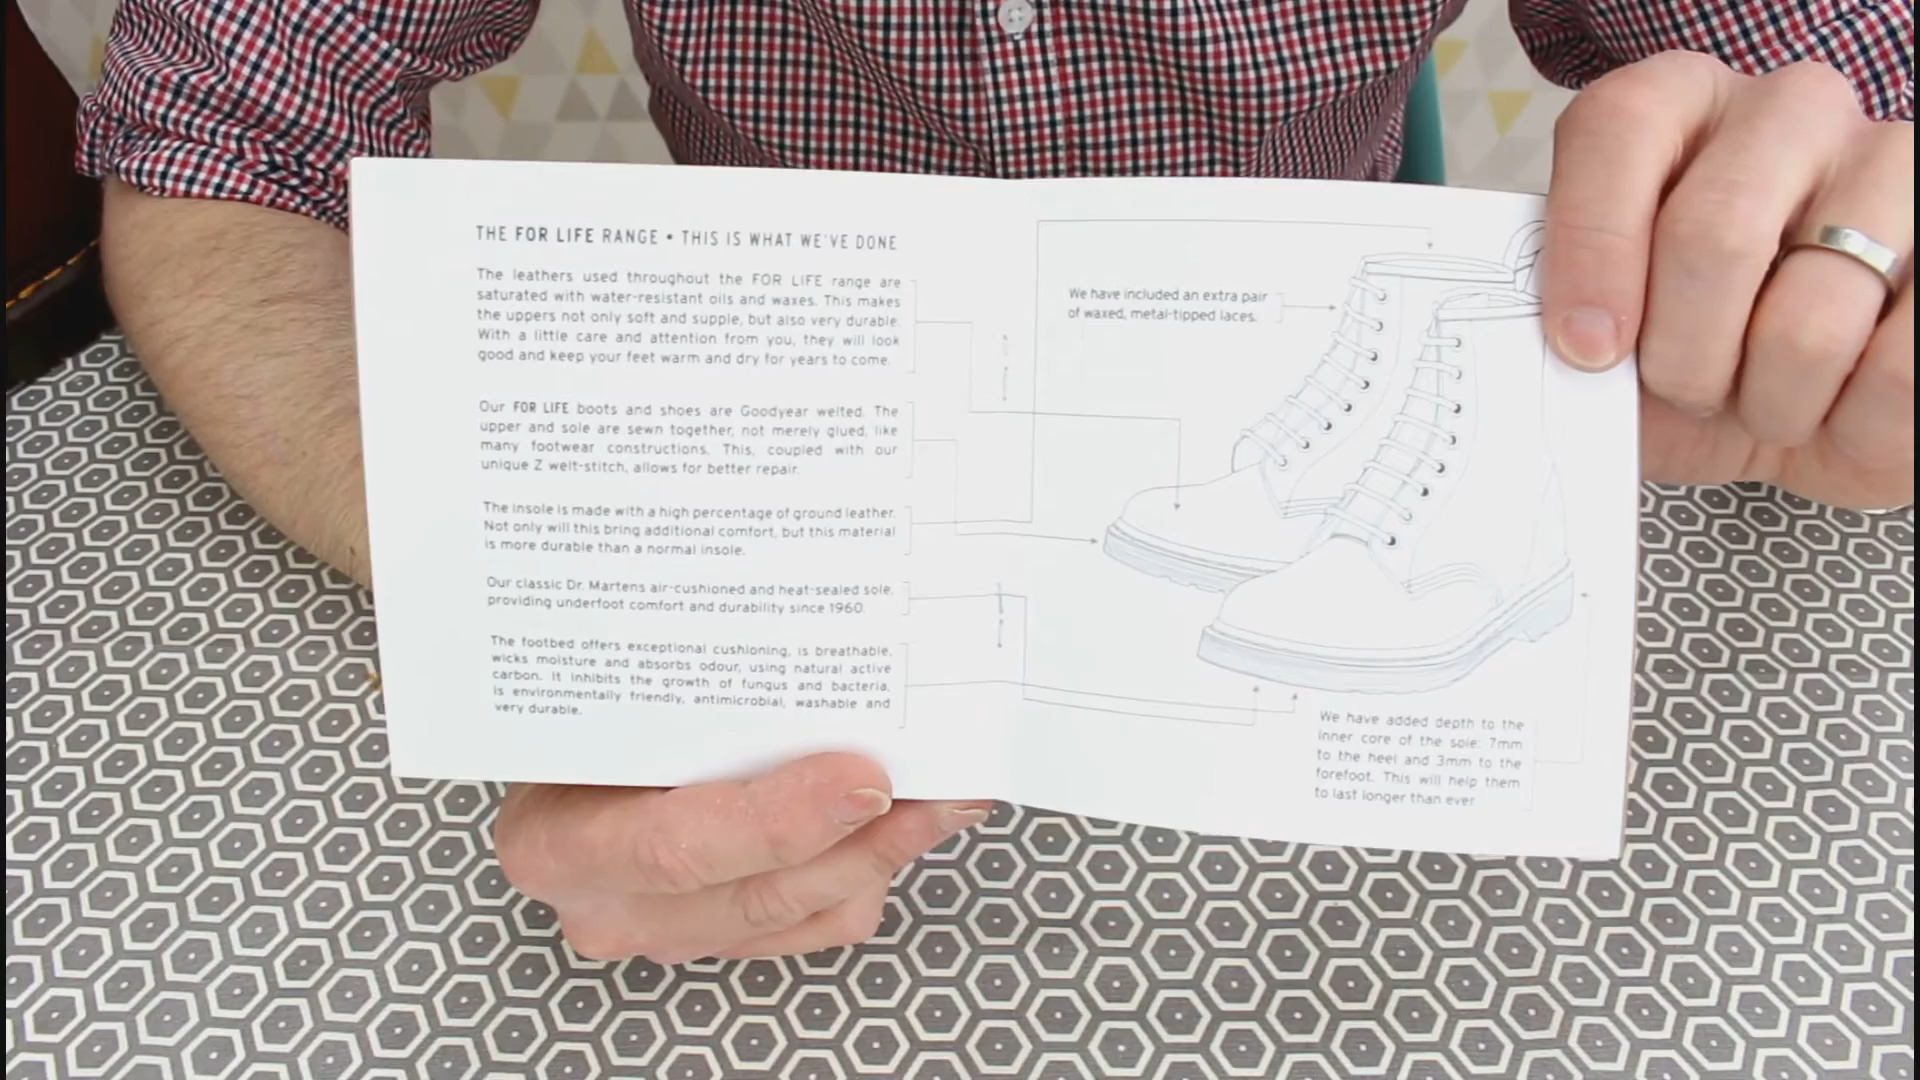 THE FOR LIFE RANGE • THIS IS WHAT WE'VE DONE
The leathers used throughout the FOR LIFE range are
saturated with water-resistant oils and waxes. This makes
the uppers not only soft and supple, but also very durable.
With a little care and attention from you, they will look
good and keep your feet warm and dry for years to come.
Our FOR LIFE boots and shoes are Goodyear welted. The
upper and sole are sewn together, not merely glued, like
many footwear constructions. This, coupled with our
unique Z welt-stitch, allows for better repair.
The insole is made with a high percentage of ground leather.
Not only will this bring additional comfort, but this material
is more durable than a normal insole.
Our classic Dr. Martens air-cushioned and heat-sealed sole,
providing underfoot comfort and durability since 1960.
The footbed offers exceptional cushioning, is breathable,
wicks moisture and absorbs odour, using natural active
carbon. It inhibits the growth of fungus and bacteria,
is environmentally friendly, antimicrobial, washable and
very durable.
We have included an extra pair
of waxed, metal-tipped laces.
We have added depth to the
inner core of the sole: 7mm
to the heel and 3mm to the
forefoot. This will help them
to last longer than ever